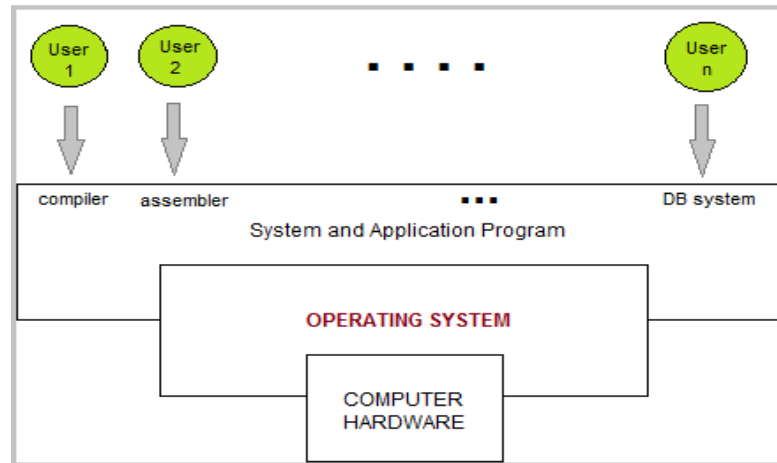 User
1
User
2
. . . .
User
n
compiler
assembler
...
DB system
System and Application Program
OPERATING SYSTEM
COMPUTER
HARDWARE